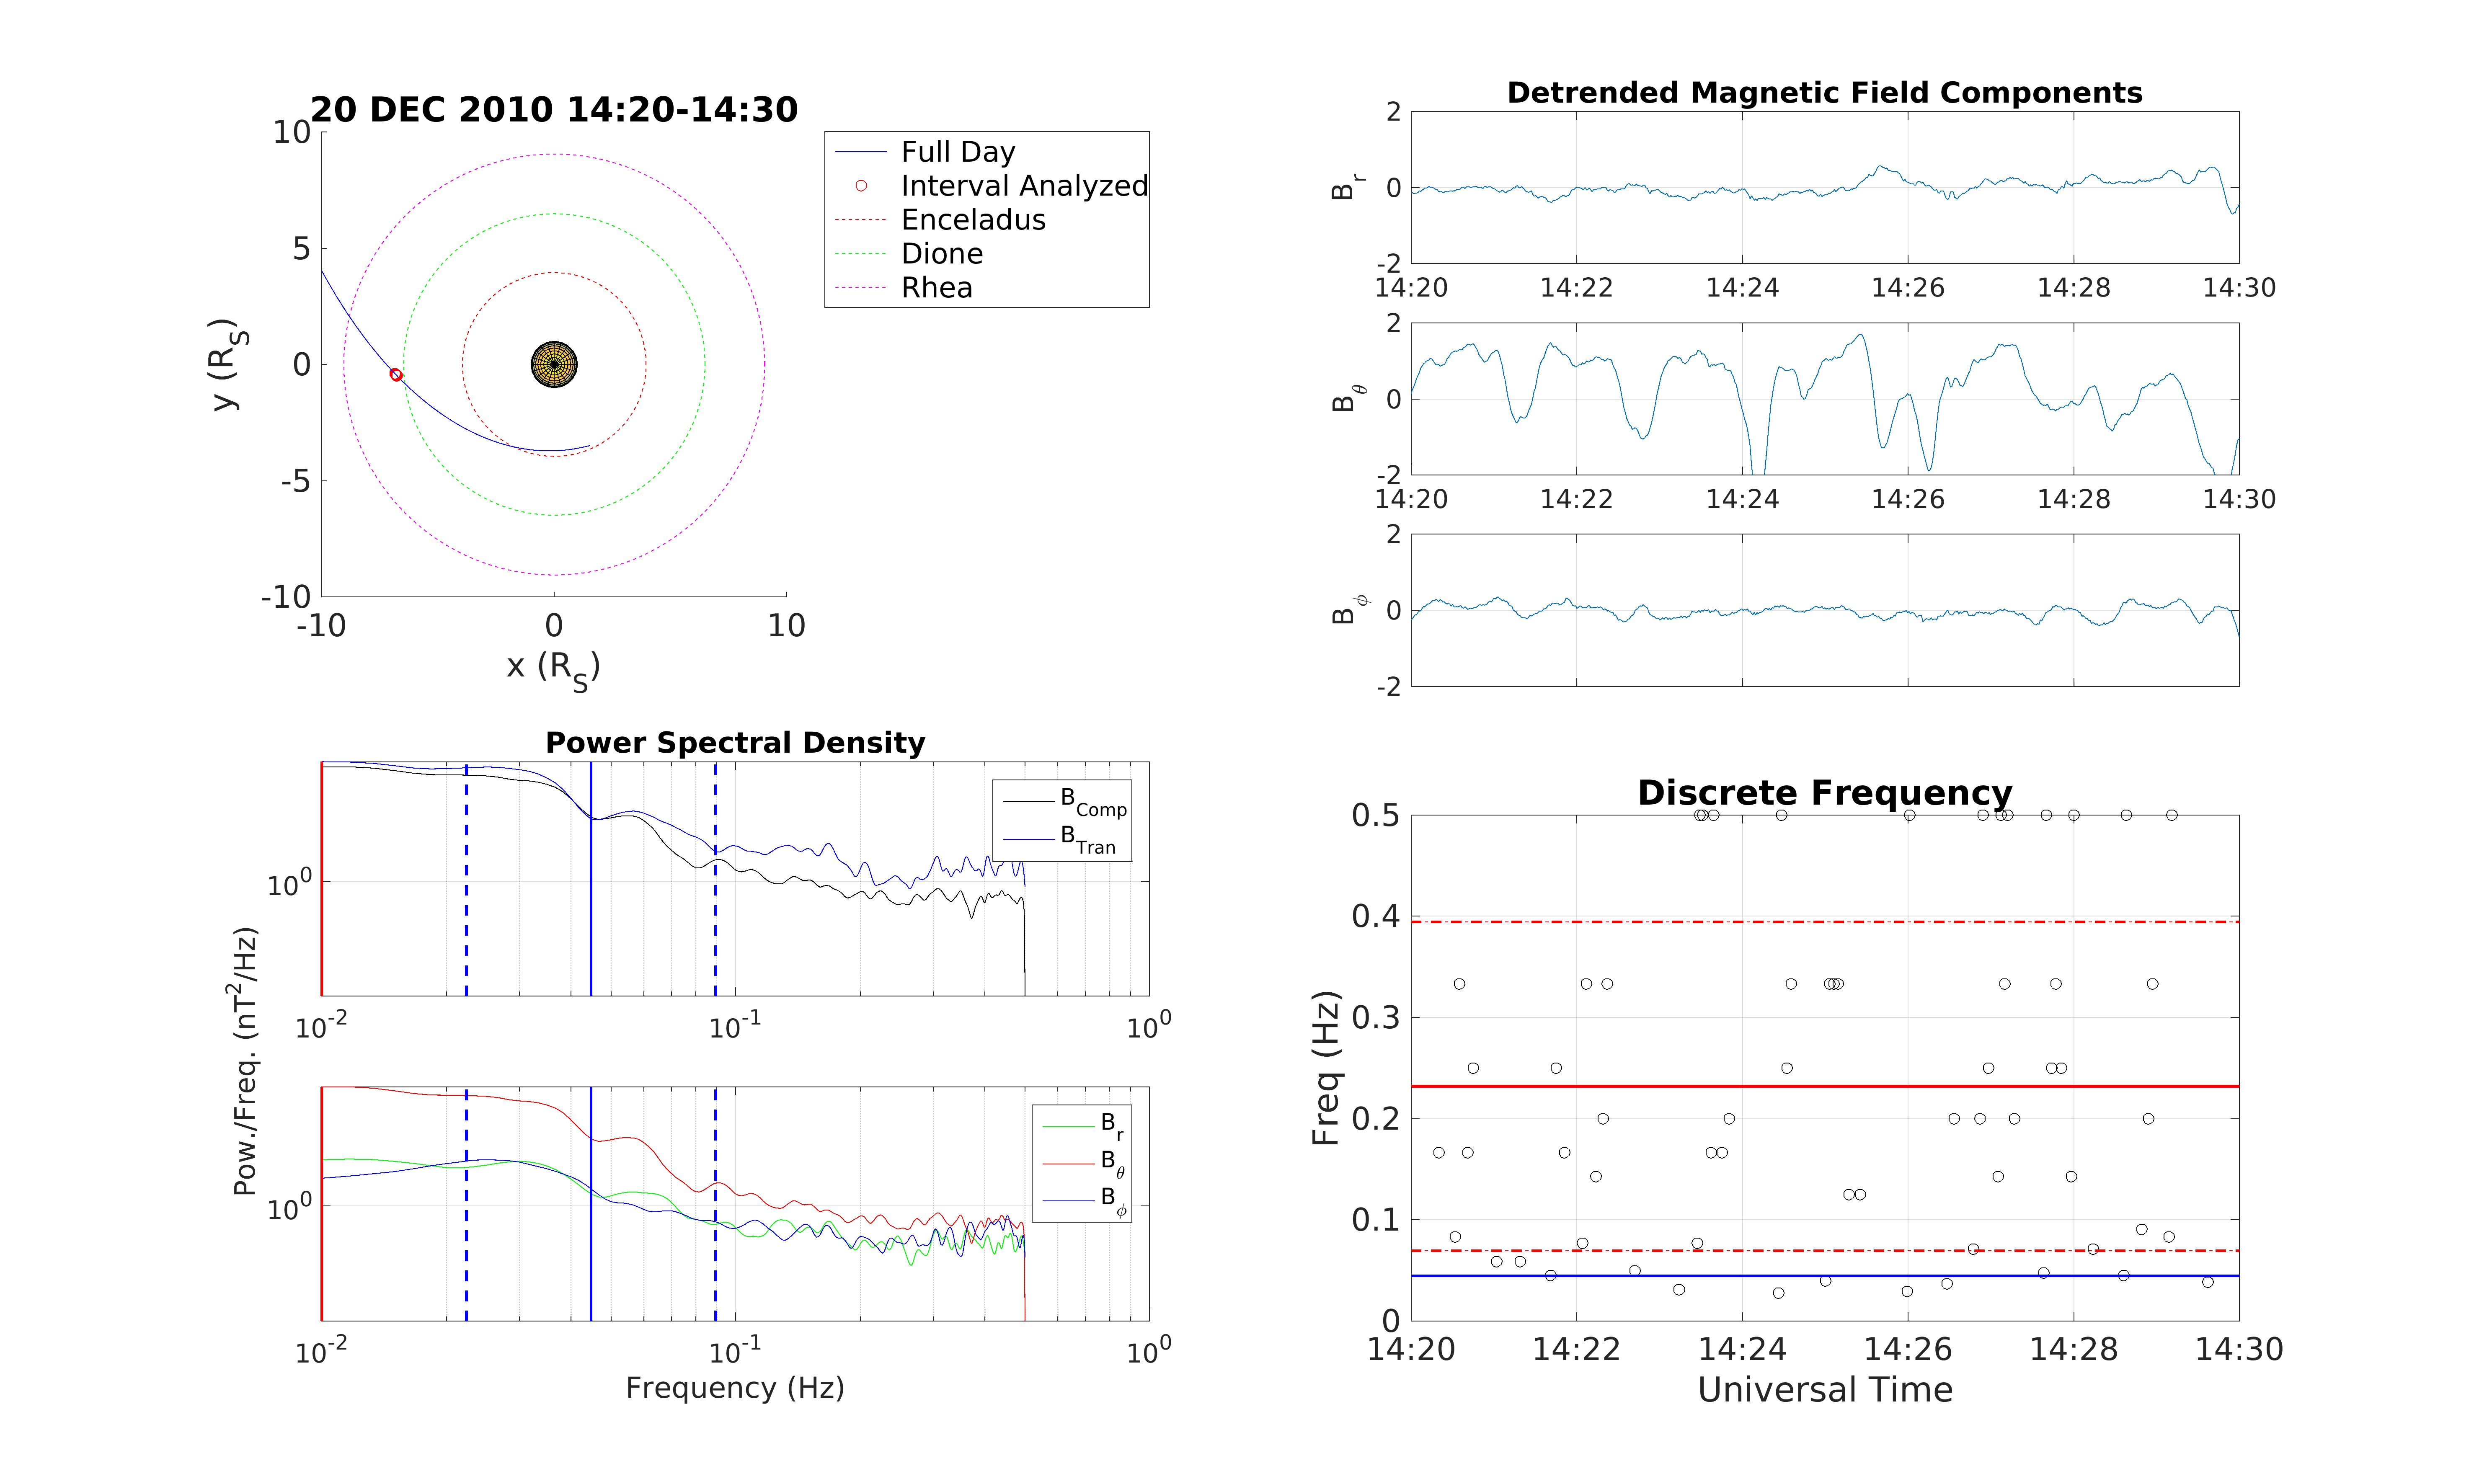 20 DEC 2010 14:20-14:30
10
5
0
-5
-10
-10 0 10
y (R_S)
x (R_S)
Full Day
Interval Analyzed
Enceladus
Dione
Rhea
Detrended Magnetic Field Components
2
0
-2
B_r
14:20 14:22 14:24 14:26 14:28 14:30
2
0
-2
B_θ
14:20 14:22 14:24 14:26 14:28 14:30
2
0
-2
B_ϕ
Power Spectral Density
10^0
B_Comp
B_Tran
10^-2 10^-1 10^0
Pow./Freq. (nT^2/Hz)
10^0
B_r
B_θ
B_ϕ
10^-2 10^-1 10^0
Frequency (Hz)
Discrete Frequency
0.5
0.4
0.3
0.2
0.1
0
Freq (Hz)
14:20 14:22 14:24 14:26 14:28 14:30
Universal Time